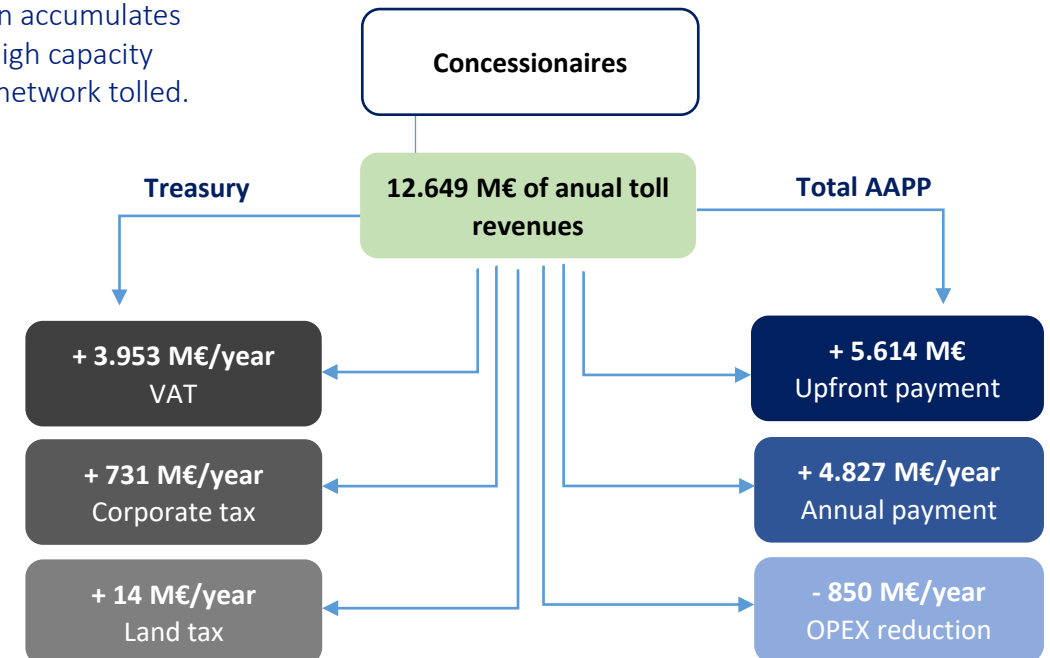 n accumulates
igh capacity
network tolled.
Concessionaires
12.649 M€ of anual toll
revenues
Treasury
Total AAPP
+ 3.953 M€/year
VAT
+ 731 M€/year
Corporate tax
+ 14 M€/year
Land tax
+ 5.614 M€
Upfront payment
+ 4.827 M€/year
Annual payment
- 850 M€/year
OPEX reduction